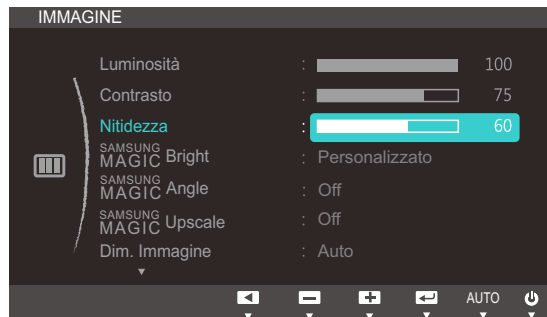 IMMAGINE
Luminosità : 100
Contrasto : 75
Nitidezza : 60
SAMSUNG MAGIC Bright : Personalizzato
SAMSUNG MAGIC Angle : Off
SAMSUNG MAGIC Upscale : Off
Dim. Immagine : Auto
AUTO